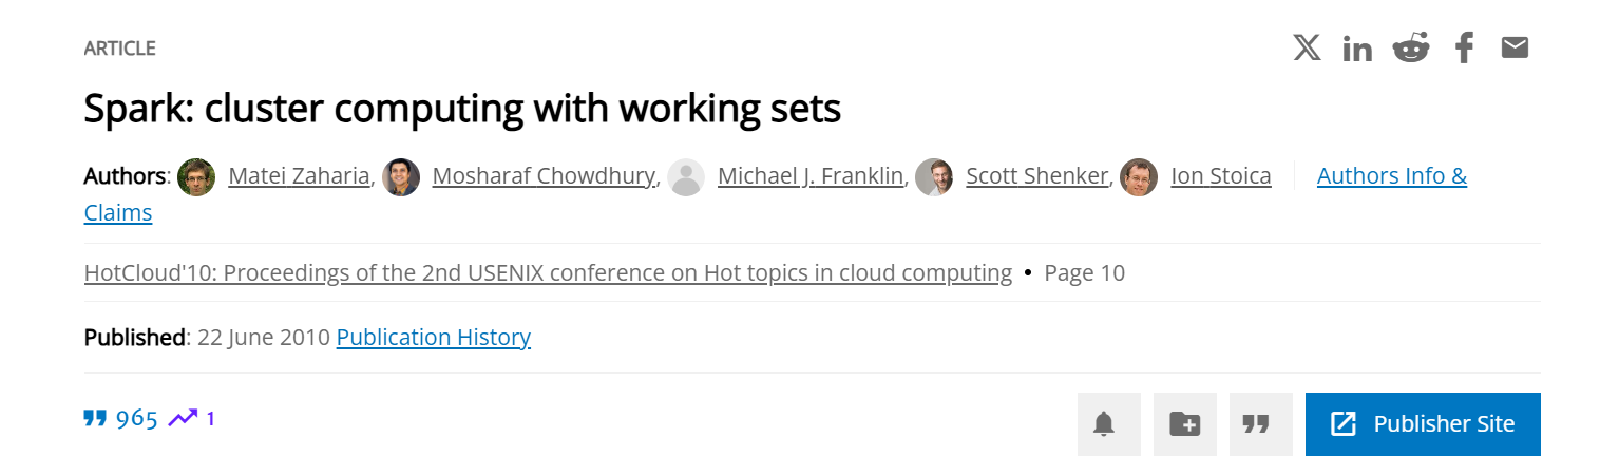 ARTICLE
Spark: cluster computing with working sets
Authors: Matei Zaharia, Mosharaf Chowdhury, Michael J. Franklin, Scott Shenker, Ion Stoica Authors Info &
Claims
HotCloud'10: Proceedings of the 2nd USENIX conference on Hot topics in cloud computing • Page 10
Published: 22 June 2010 Publication History
965 1
Publisher Site